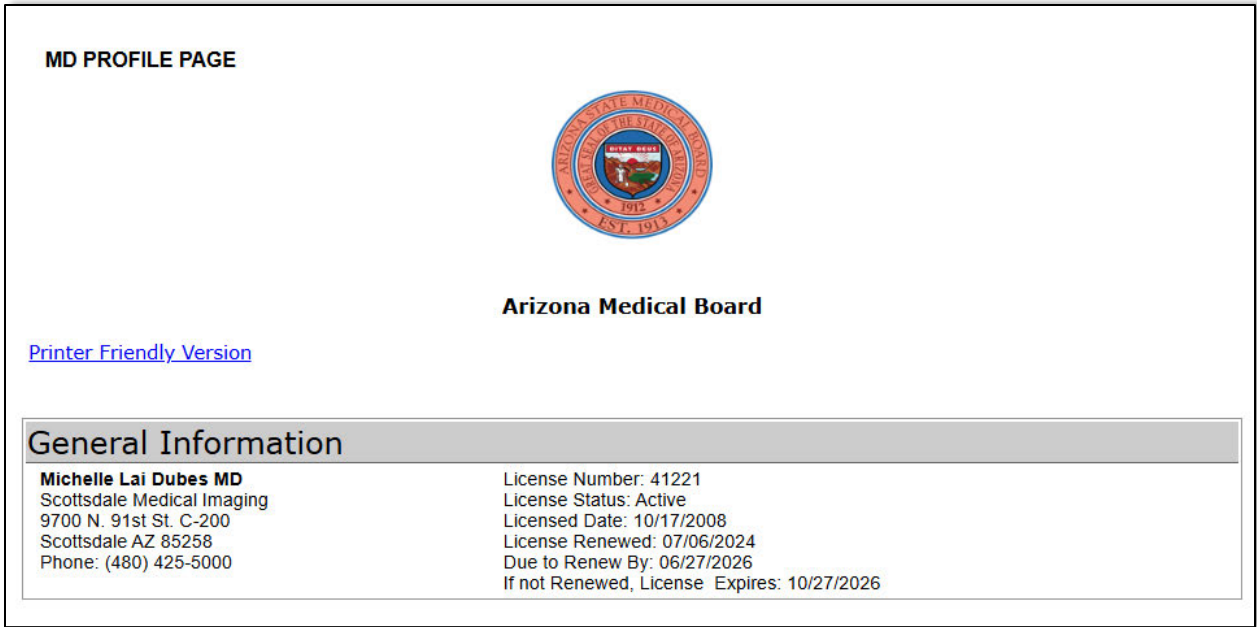 MD PROFILE PAGE
ARIZONA STATE MEDICAL BOARD
GREAT SEAL OF THE STATE OF ARIZONA
DITAT DEUS
1912
EST. 1913
Arizona Medical Board
Printer Friendly Version
General Information
Michelle Lai Dubes MD
Scottsdale Medical Imaging
9700 N. 91st St. C-200
Scottsdale AZ 85258
Phone: (480) 425-5000
License Number: 41221
License Status: Active
Licensed Date: 10/17/2008
License Renewed: 07/06/2024
Due to Renew By: 06/27/2026
If not Renewed, License  Expires: 10/27/2026